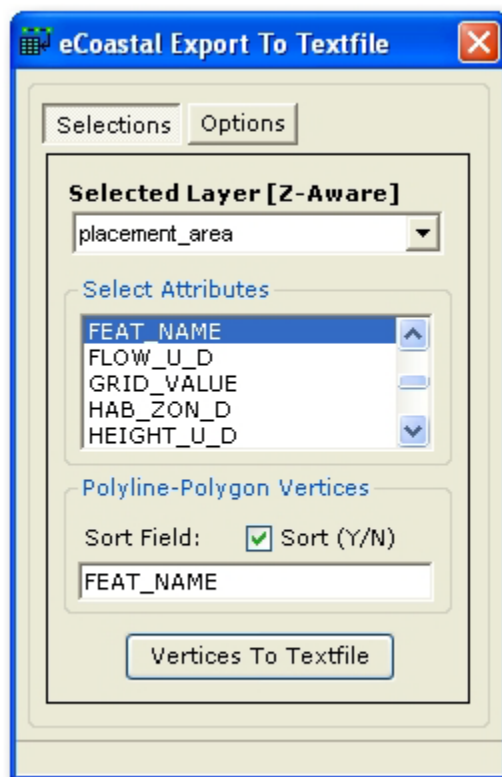 eCoastal Export To Textfile
Selections
Options
Selected Layer [Z-Aware]
placement_area
Select Attributes
FEAT_NAME
FLOW_U_D
GRID_VALUE
HAB_ZON_D
HEIGHT_U_D
Polyline-Polygon Vertices
Sort Field:
Sort (Y/N)
FEAT_NAME
Vertices To Textfile